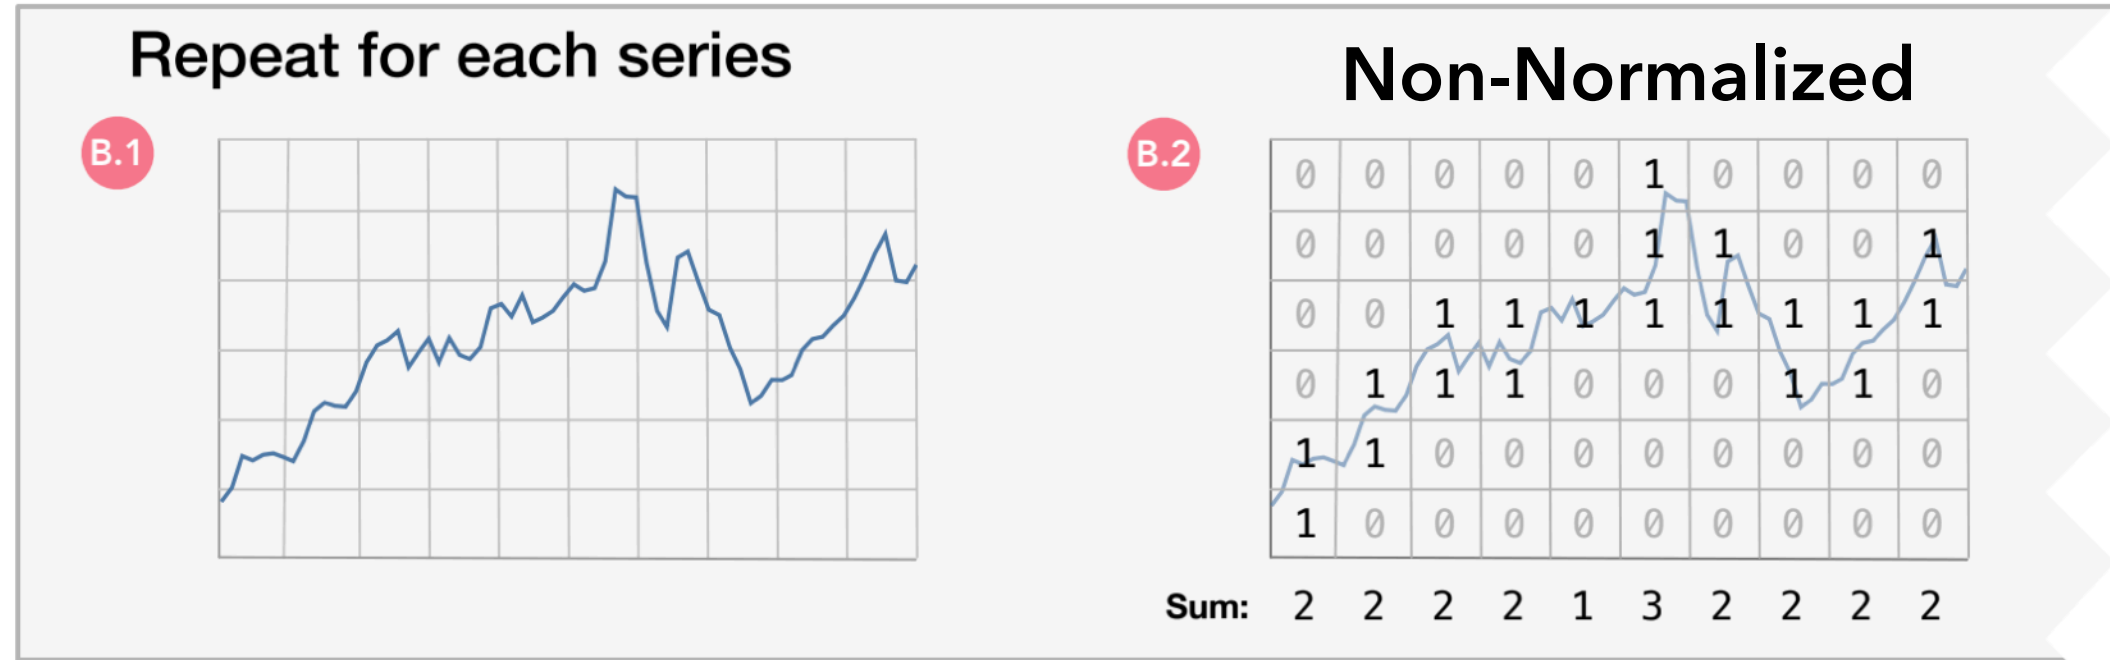 Repeat for each series
Non-Normalized
B.1
B.2
0 0 0 0 0 1 0 0 0 0
0 0 0 0 0 1 1 0 0 1
0 0 1 1 1 1 1 1 1 1
0 1 1 1 0 0 0 1 1 0
1 1 0 0 0 0 0 0 0 0
1 0 0 0 0 0 0 0 0 0
Sum: 2 2 2 2 1 3 2 2 2 2